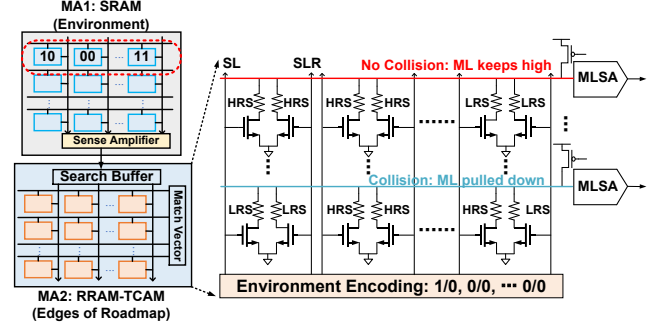 MA1: SRAM
(Environment)
10 00 ... 11
Sense Amplifier
Search Buffer
Match Vector
MA2: RRAM-TCAM
(Edges of Roadmap)
SL SLR
No Collision: ML keeps high
MLSA
HRS HRS HRS HRS LRS LRS
Collision: ML pulled down
MLSA
LRS LRS HRS HRS HRS LRS
Environment Encoding: 1/0, 0/0, ··· 0/0